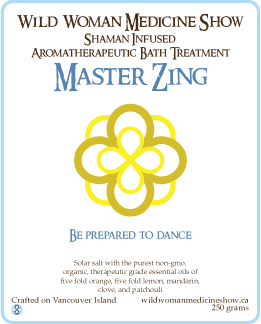 Wild Woman Medicine Show
Shaman Infused
Aromatherapeutic Bath Treatment
Master Zing
Be prepared to dance
Solar salt with the purest non-gmo,
organic, therapeutic grade essential oils of
five fold orange, five fold lemon, mandarin,
clove, and patchouli
Crafted on Vancouver Island wildwomanmedicineshow.ca
250 grams